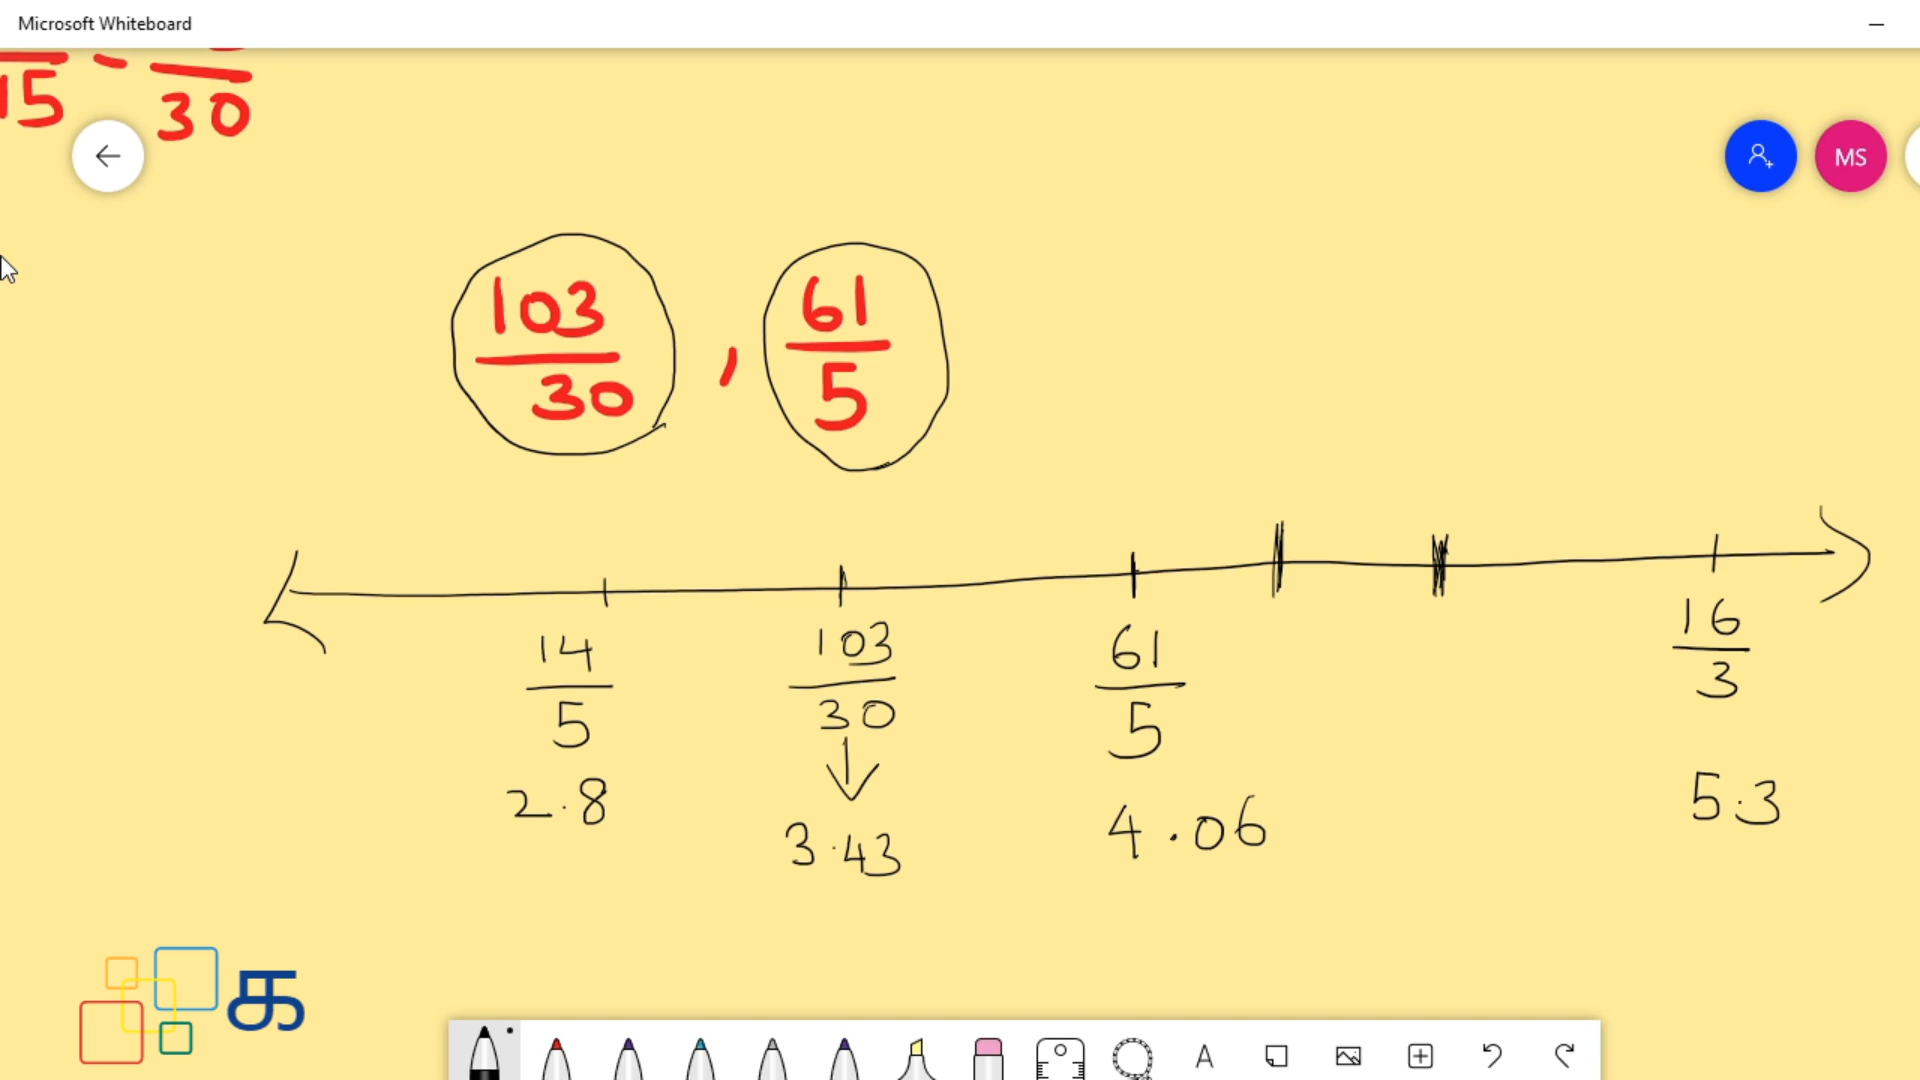 Microsoft Whiteboard
15 - 30
MS
103/30 , 61/5
14/5 103/30 61/5 16/3
2.8 3.43 4.06 5.3
க
A